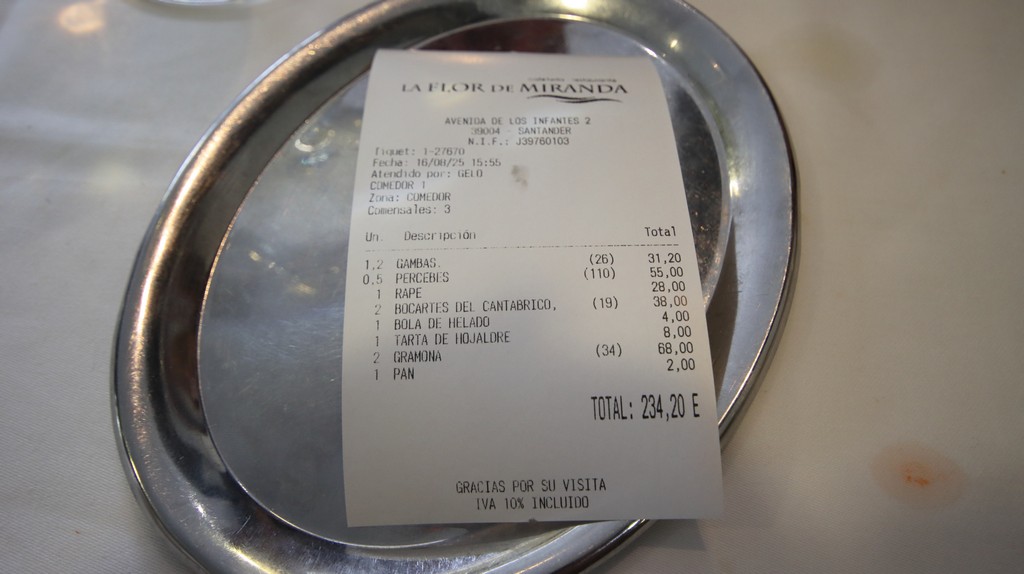 LA FLOR DE MIRANDA
AVENIDA DE LOS INFANTES 2
39004 - SANTANDER
N.I.F.: J39760103
Tiquet: 1-27670
Fecha: 16/08/25 15:55
Atendido por: GELO
COMEDOR 1
Zona: COMEDOR
Comensales: 3
Un. Descripción Total
1,2 GAMBAS. (26) 31,20
0,5 PERCEBES (110) 55,00
1 RAPE 28,00
2 BOCARTES DEL CANTABRICO, (19) 38,00
1 BOLA DE HELADO 4,00
1 TARTA DE HOJALDRE 8,00
2 GRAMONA (34) 68,00
1 PAN 2,00
TOTAL: 234,20 E
GRACIAS POR SU VISITA
IVA 10% INCLUIDO